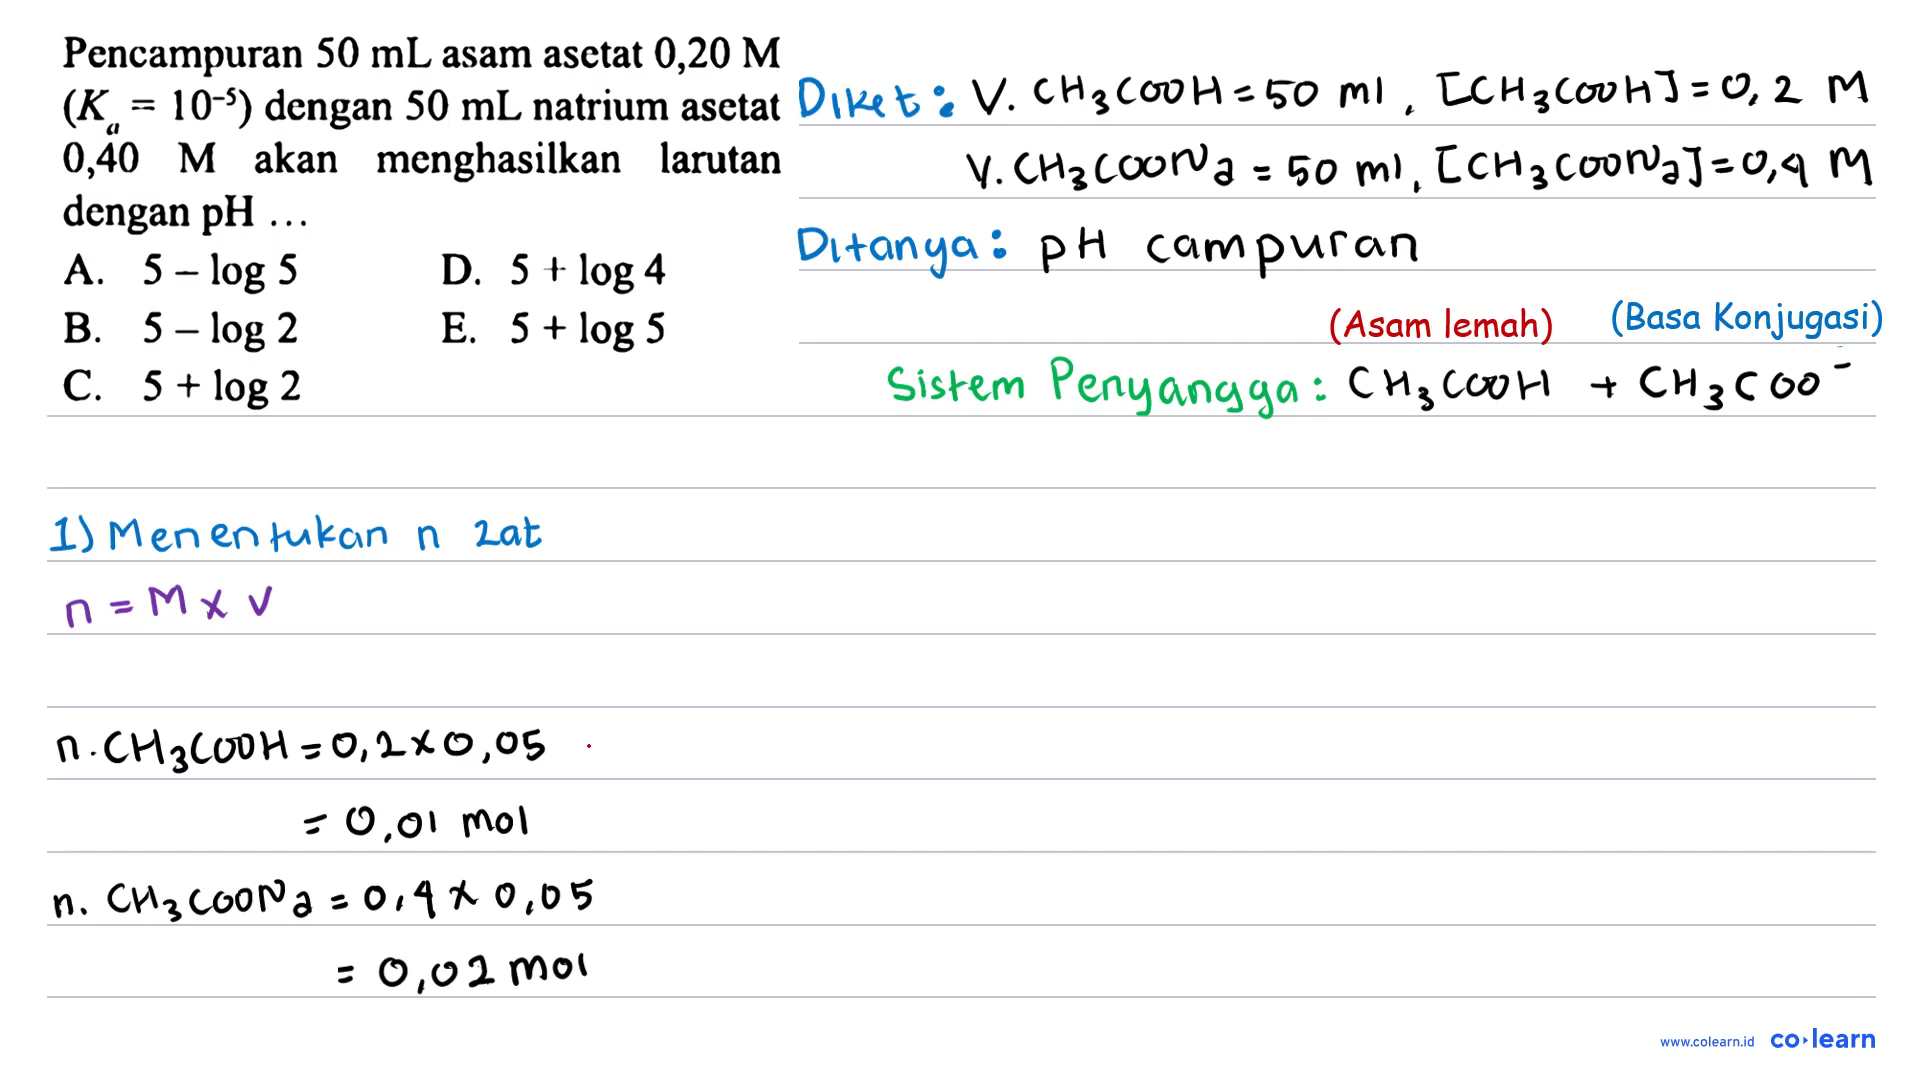 Pencampuran 50 mL asam asetat 0,20 M
(Kₐ = 10⁻⁵) dengan 50 mL natrium asetat
0,40 M akan menghasilkan larutan
dengan pH ...
A. 5 – log 5
B. 5 – log 2
C. 5 + log 2
D. 5 + log 4
E. 5 + log 5
Diket: V. CH₃COOH = 50 ml, [CH₃COOH] = 0,2 M
V. CH₃COONa = 50 ml, [CH₃COONa] = 0,4 M
Ditanya: pH campuran
(Asam lemah) (Basa Konjugasi)
Sistem Penyangga: CH₃COOH + CH₃COO⁻
1) Menentukan n zat
n = M x V
n. CH₃COOH = 0,2 x 0,05
= 0,01 mol
n. CH₃COONa = 0,4 x 0,05
= 0,02 mol
www.colearn.id co learn